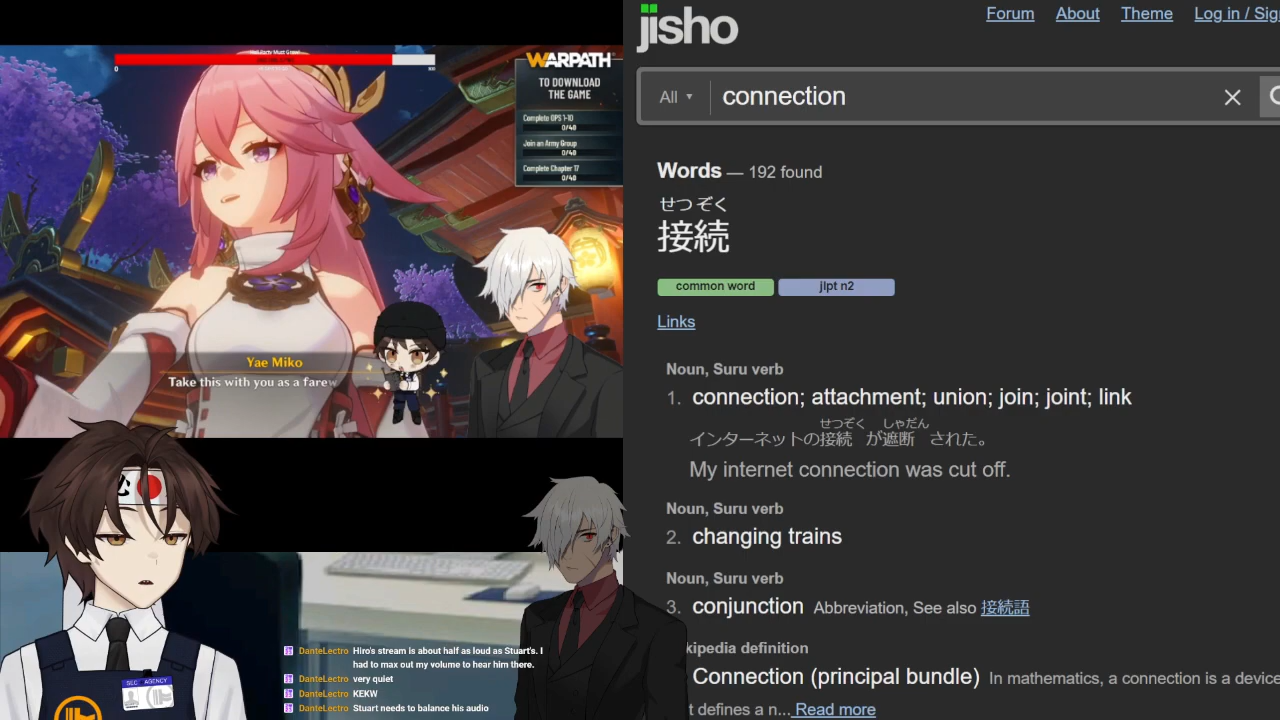 WARPATH
TO DOWNLOAD
THE GAME
Complete OPS 1-10
0/40
Join an Army Group
0/40
Complete Chapter 17
0/40
0
Yae Miko
Take this with you as a farew
必
SEC AGENCY
DanteLectro Hiro's stream is about half as loud as Stuart's. I
had to max out my volume to hear him there.
DanteLectro very quiet
DanteLectro KEKW
DanteLectro Stuart needs to balance his audio
jisho
Forum About Theme Log in / Sig
All connection
Words — 192 found
せつ ぞく
接続
common word jlpt n2
Links
Noun, Suru verb
1. connection; attachment; union; join; joint; link
せつぞく しゃだん
インターネットの接続 が遮断 された。
My internet connection was cut off.
Noun, Suru verb
2. changing trains
Noun, Suru verb
3. conjunction Abbreviation, See also 接続語
kipedia definition
Connection (principal bundle) In mathematics, a connection is a device
t defines a n... Read more